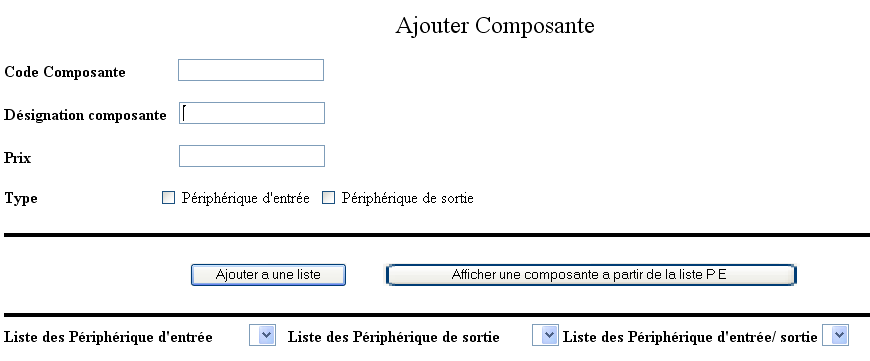 Ajouter Composante
Code Composante
Désignation composante
Prix
Type Périphérique d'entrée Périphérique de sortie
Ajouter a une liste Afficher une composante a partir de la liste P E
Liste des Périphérique d'entrée Liste des Périphérique de sortie Liste des Périphérique d'entrée/ sortie